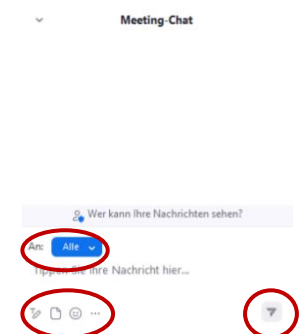 Meeting-Chat
Wer kann Ihre Nachrichten sehen?
An: Alle
Tippen Sie Ihre Nachricht hier...